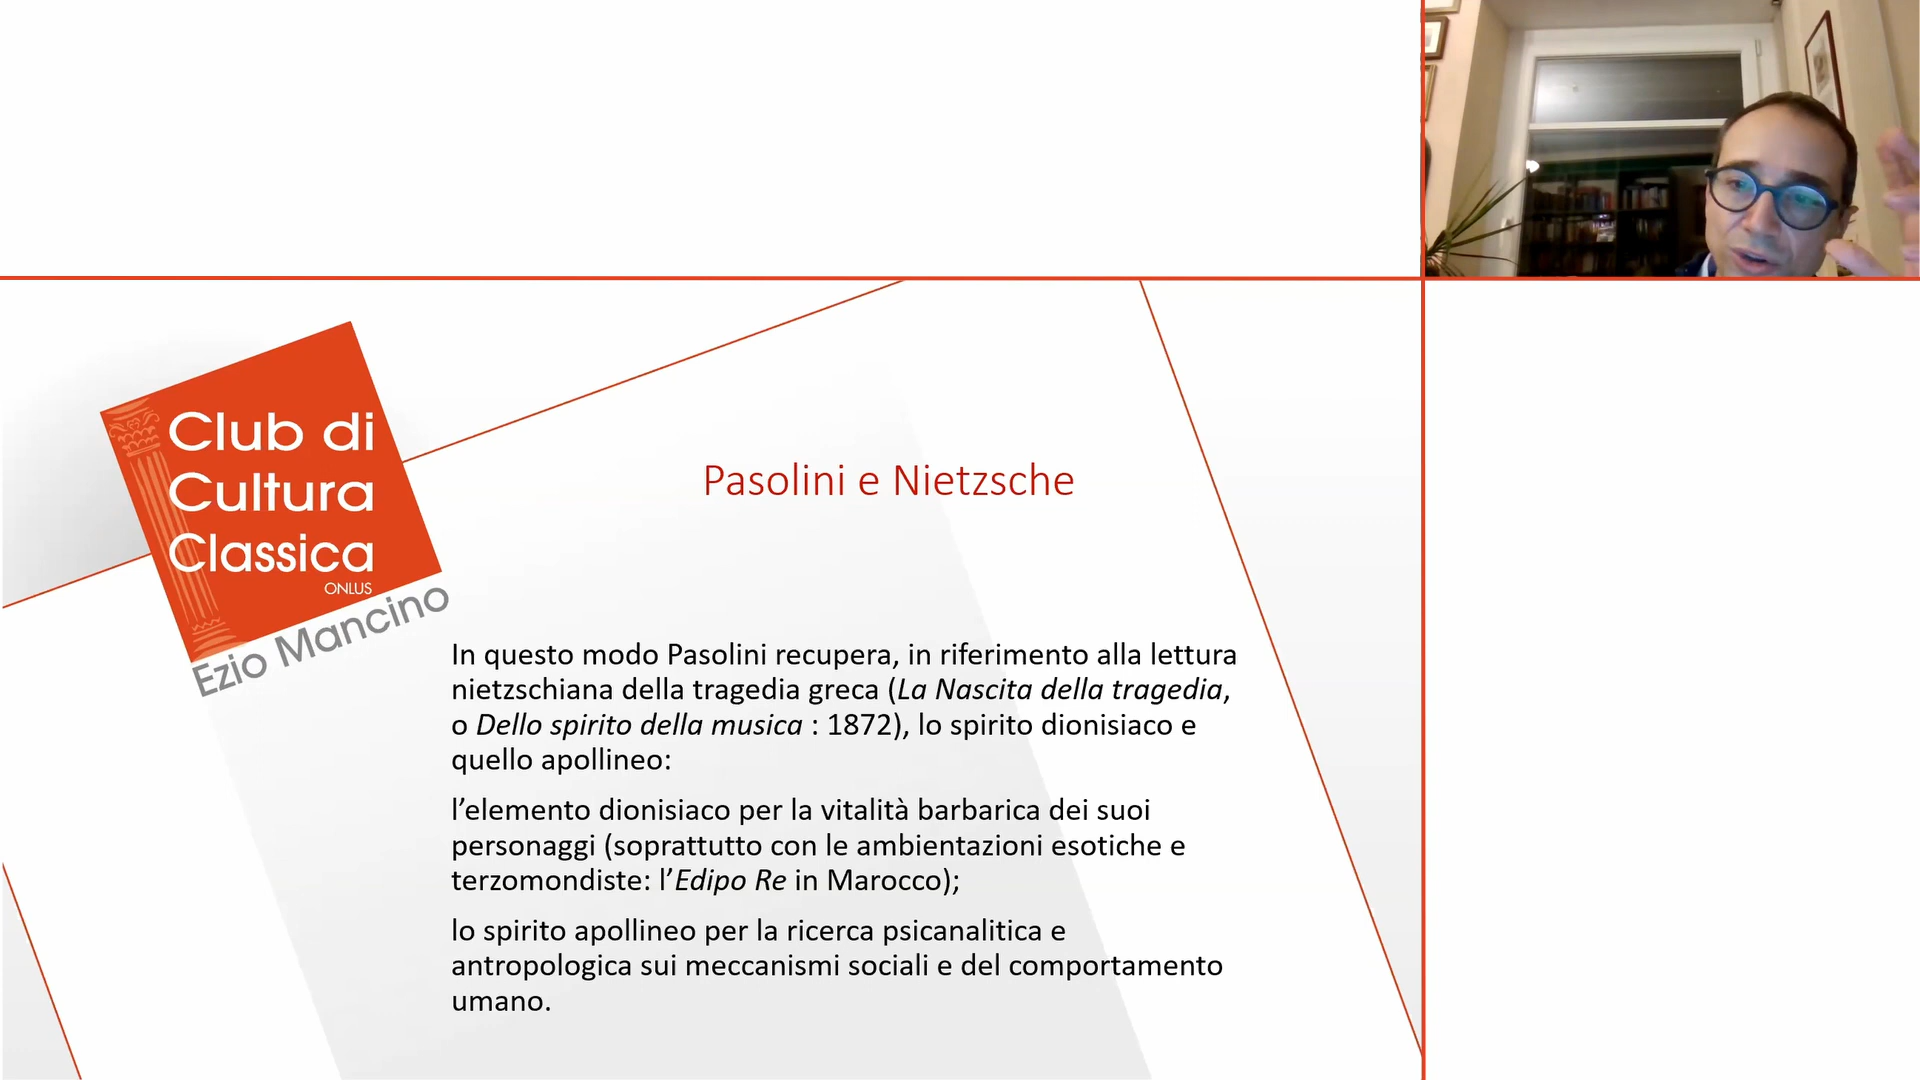 Club di
Cultura
Classica
ONLUS
Ezio Mancino
Pasolini e Nietzsche
In questo modo Pasolini recupera, in riferimento alla lettura
nietzschiana della tragedia greca (La Nascita della tragedia,
o Dello spirito della musica : 1872), lo spirito dionisiaco e
quello apollineo:
l’elemento dionisiaco per la vitalità barbarica dei suoi
personaggi (soprattutto con le ambientazioni esotiche e
terzomondiste: l’Edipo Re in Marocco);
lo spirito apollineo per la ricerca psicanalitica e
antropologica sui meccanismi sociali e del comportamento
umano.